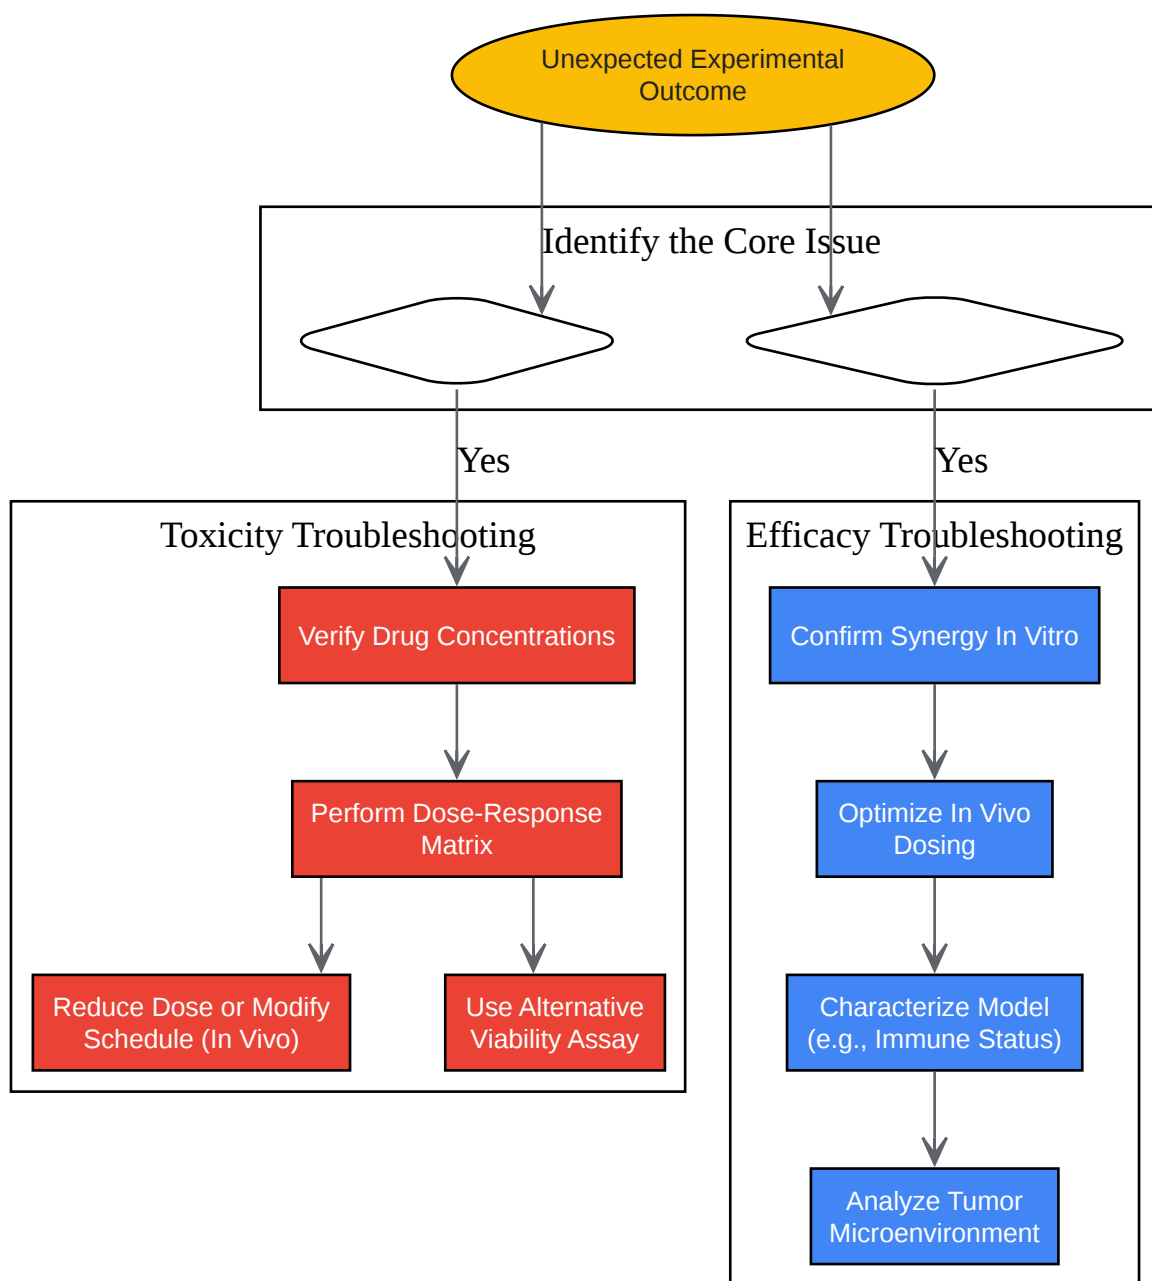 Unexpected Experimental
Outcome
Identify the Core Issue
Yes
Yes
Toxicity Troubleshooting
Verify Drug Concentrations
Perform Dose-Response
Matrix
Reduce Dose or Modify
Schedule (In Vivo)
Use Alternative
Viability Assay
Efficacy Troubleshooting
Confirm Synergy In Vitro
Optimize In Vivo
Dosing
Characterize Model
(e.g., Immune Status)
Analyze Tumor
Microenvironment